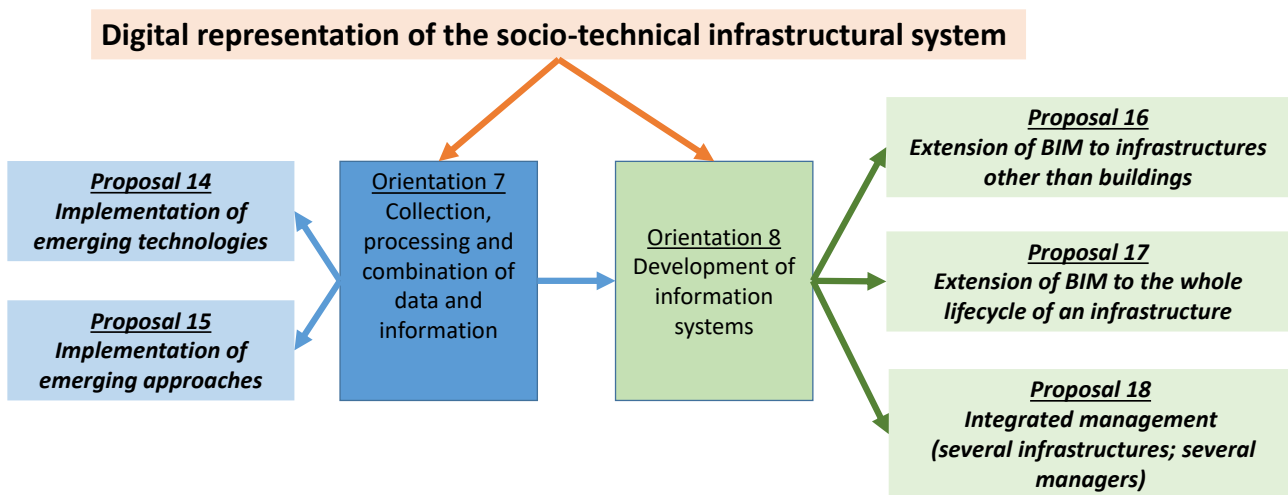 Digital representation of the socio-technical infrastructural system
Proposal 14
Implementation of
emerging technologies
Proposal 15
Implementation of
emerging approaches
Orientation 7
Collection,
processing and
combination of
data and
information
Orientation 8
Development of
information
systems
Proposal 16
Extension of BIM to infrastructures
other than buildings
Proposal 17
Extension of BIM to the whole
lifecycle of an infrastructure
Proposal 18
Integrated management
(several infrastructures; several
managers)